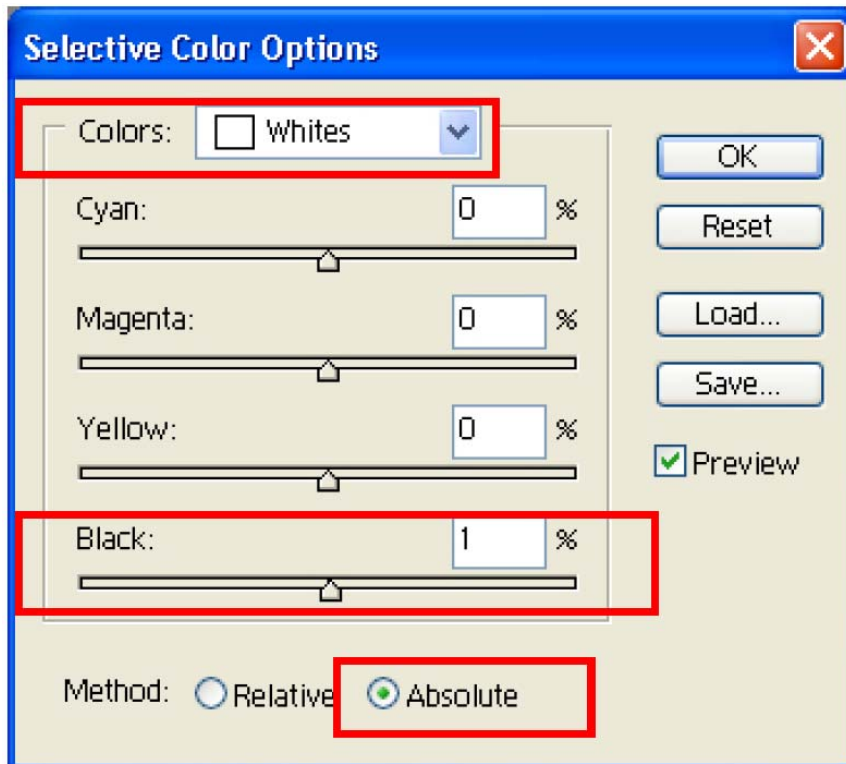 Selective Color Options
Colors: Whites
OK
Cyan: 0 %
Reset
Magenta: 0 %
Load...
Save...
Yellow: 0 %
Preview
Black: 1 %
Method: Relative Absolute